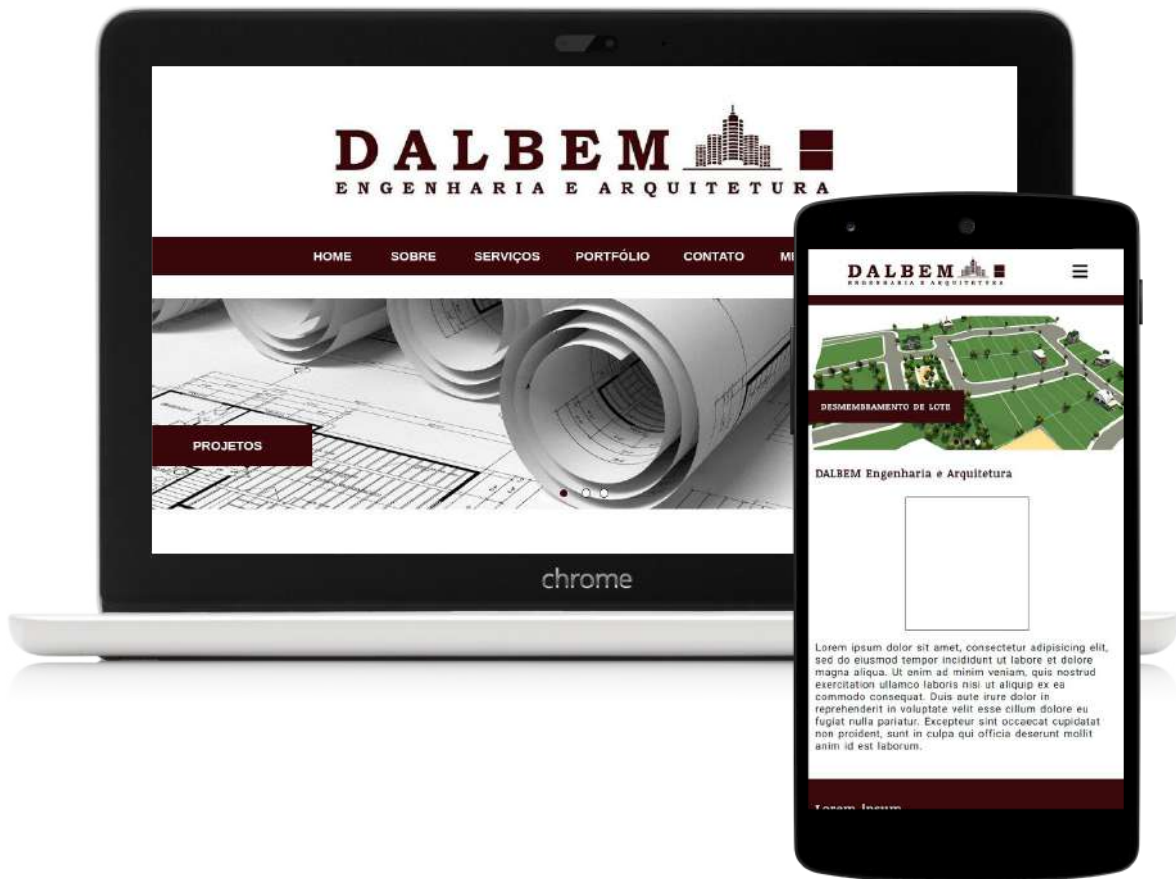 DALBEM
ENGENHARIA E ARQUITETURA
HOME SOBRE SERVIÇOS PORTFÓLIO CONTATO
PROJETOS
chrome
DALBEM
ENGENHARIA E ARQUITETURA
DESMEMBRAMENTO DE LOTE
DALBEM Engenharia e Arquitetura
Lorem ipsum dolor sit amet, consectetur adipisicing elit,
sed do eiusmod tempor incididunt ut labore et dolore
magna aliqua. Ut enim ad minim veniam, quis nostrud
exercitation ullamco laboris nisi ut aliquip ex ea
commodo consequat. Duis aute irure dolor in
reprehenderit in voluptate velit esse cillum dolore eu
fugiat nulla pariatur. Excepteur sint occaecat cupidatat
non proident, sunt in culpa qui officia deserunt mollit
anim id est laborum.
Lorem Ipsum